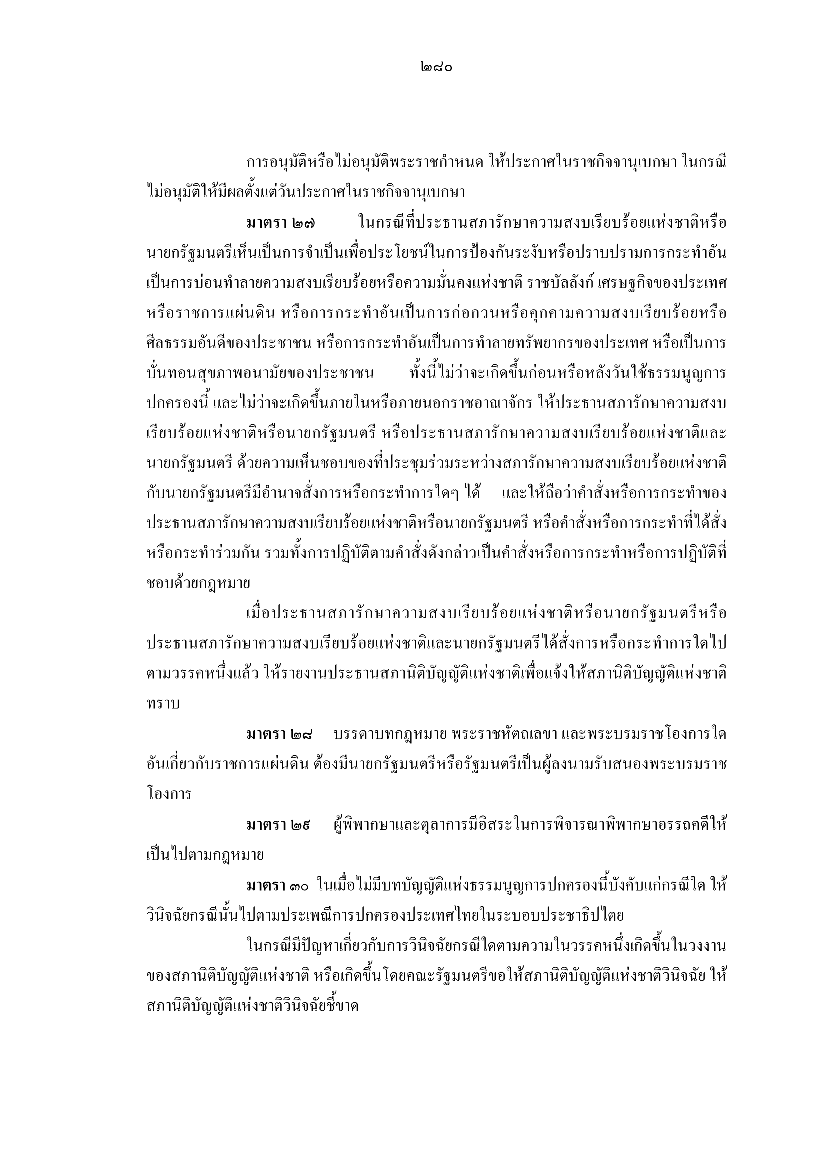 ๒๘๐
การอนุมัติหรือไม่อนุมัติพระราชกำหนด ให้ประกาศในราชกิจจานุเบกษา ในกรณี
ไม่อนุมัติให้มีผลตั้งแต่วันประกาศในราชกิจจานุเบกษา
มาตรา ๒๗ ในกรณีที่ประธานสภารักษาความสงบเรียบร้อยแห่งชาติหรือ
นายกรัฐมนตรีเห็นเป็นการจำเป็นเพื่อประโยชน์ในการป้องกันระงับหรือปราบปรามการกระทำอัน
เป็นการบ่อนทำลายความสงบเรียบร้อยหรือความมั่นคงแห่งชาติ ราชบัลลังก์ เศรษฐกิจของประเทศ
หรือราชการแผ่นดิน หรือการกระทำอันเป็นการก่อกวนหรือคุกคามความสงบเรียบร้อยหรือ
ศีลธรรมอันดีของประชาชน หรือการกระทำอันเป็นการทำลายทรัพยากรของประเทศ หรือเป็นการ
บั่นทอนสุขภาพอนามัยของประชาชน ทั้งนี้ไม่ว่าจะเกิดขึ้นก่อนหรือหลังวันใช้ธรรมนูญการ
ปกครองนี้ และไม่ว่าจะเกิดขึ้นภายในหรือภายนอกราชอาณาจักร ให้ประธานสภารักษาความสงบ
เรียบร้อยแห่งชาติหรือนายกรัฐมนตรี หรือประธานสภารักษาความสงบเรียบร้อยแห่งชาติและ
นายกรัฐมนตรี ด้วยความเห็นชอบของที่ประชุมร่วมระหว่างสภารักษาความสงบเรียบร้อยแห่งชาติ
กับนายกรัฐมนตรีมีอำนาจสั่งการหรือกระทำการใดๆ ได้ และให้ถือว่าคำสั่งหรือการกระทำของ
ประธานสภารักษาความสงบเรียบร้อยแห่งชาติหรือนายกรัฐมนตรี หรือคำสั่งหรือการกระทำที่ได้สั่ง
หรือกระทำร่วมกัน รวมทั้งการปฏิบัติตามคำสั่งดังกล่าวเป็นคำสั่งหรือการกระทำหรือการปฏิบัติที่
ชอบด้วยกฎหมาย
เมื่อประธานสภารักษาความสงบเรียบร้อยแห่งชาติหรือนายกรัฐมนตรีหรือ
ประธานสภารักษาความสงบเรียบร้อยแห่งชาติและนายกรัฐมนตรีได้สั่งการหรือกระทำการใดไป
ตามวรรคหนึ่งแล้ว ให้รายงานประธานสภานิติบัญญัติแห่งชาติเพื่อแจ้งให้สภานิติบัญญัติแห่งชาติ
ทราบ
มาตรา ๒๘ บรรดาบทกฎหมาย พระราชหัตถเลขา และพระบรมราชโองการใด
อันเกี่ยวกับราชการแผ่นดิน ต้องมีนายกรัฐมนตรีหรือรัฐมนตรีเป็นผู้ลงนามรับสนองพระบรมราช
โองการ
มาตรา ๒๙ ผู้พิพากษาและตุลาการมีอิสระในการพิจารณาพิพากษาอรรถคดีให้
เป็นไปตามกฎหมาย
มาตรา ๓๐ ในเมื่อไม่มีบทบัญญัติแห่งธรรมนูญการปกครองนี้บังคับแก่กรณีใด ให้
วินิจฉัยกรณีนั้นไปตามประเพณีการปกครองประเทศไทยในระบอบประชาธิปไตย
ในกรณีมีปัญหาเกี่ยวกับการวินิจฉัยกรณีใดตามความในวรรคหนึ่งเกิดขึ้นในวงงาน
ของสภานิติบัญญัติแห่งชาติ หรือเกิดขึ้นโดยคณะรัฐมนตรีขอให้สภานิติบัญญัติแห่งชาติวินิจฉัย ให้
สภานิติบัญญัติแห่งชาติวินิจฉัยชี้ขาด